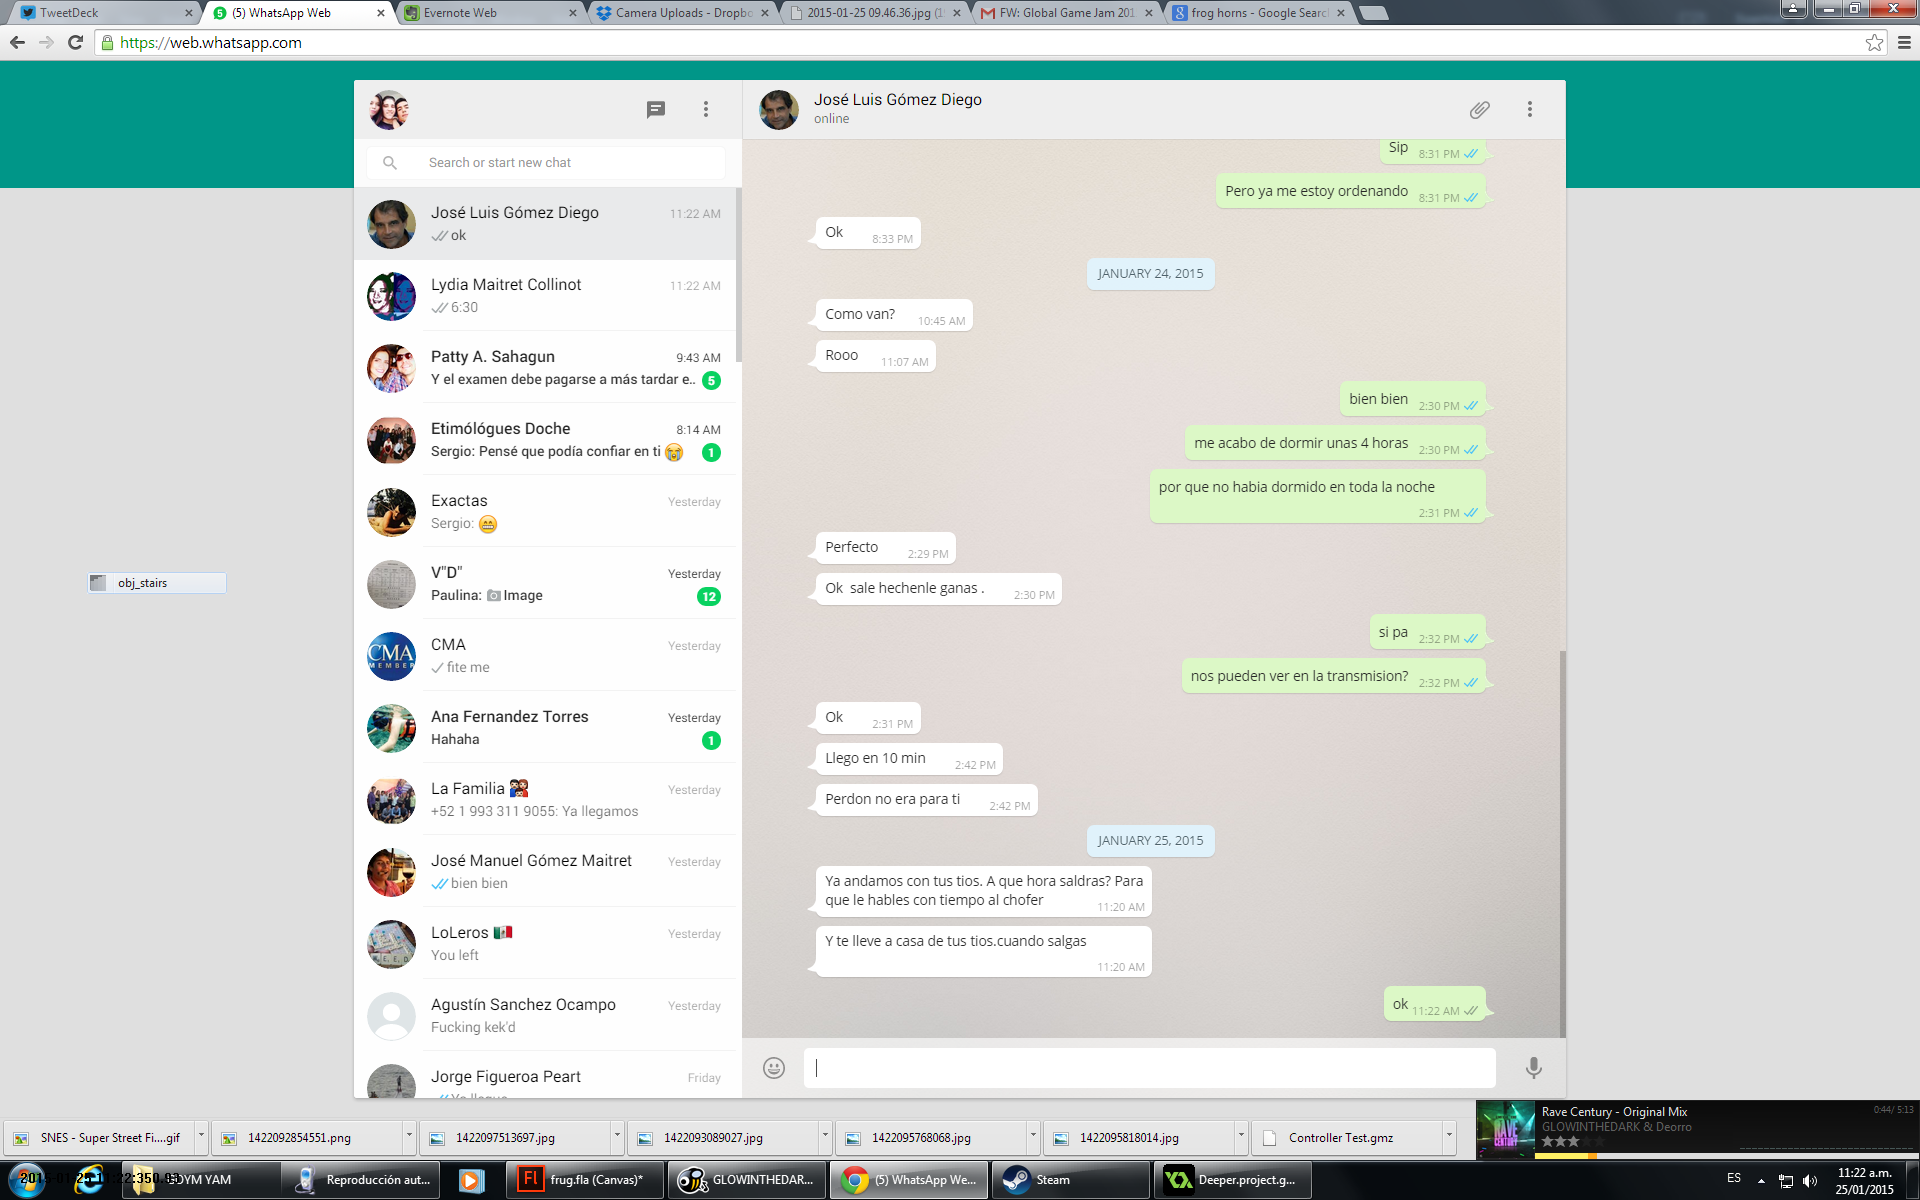 TweetDeck
(5) WhatsApp Web
Evernote Web
Camera Uploads - Dropbo
2015-01-25 09.46.36.jpg (1
FW: Global Game Jam 201
frog horns - Google Search
https://web.whatsapp.com
Search or start new chat
José Luis Gómez Diego
11:22 AM
ok
Lydia Maitret Collinot
11:22 AM
6:30
Patty A. Sahagun
9:43 AM
Y el examen debe pagarse a más tardar e..
5
Etimólógues Doche
8:14 AM
Sergio: Pensé que podía confiar en ti 😭
1
Exactas
Yesterday
Sergio: 😁
V"D"
Yesterday
Paulina: 📷 Image
12
CMA
Yesterday
fite me
Ana Fernandez Torres
Yesterday
Hahaha
1
La Familia 👪
Yesterday
+52 1 993 311 9055: Ya llegamos
José Manuel Gómez Maitret
Yesterday
bien bien
LoLeros 🇲🇽
Yesterday
You left
Agustín Sanchez Ocampo
Yesterday
Fucking kek'd
Jorge Figueroa Peart
Friday
CMA
MEMBER
José Luis Gómez Diego
online
Sip
8:31 PM
Pero ya me estoy ordenando
8:31 PM
Ok
8:33 PM
JANUARY 24, 2015
Como van?
10:45 AM
Rooo
11:07 AM
bien bien
2:30 PM
me acabo de dormir unas 4 horas
2:30 PM
por que no habia dormido en toda la noche
2:31 PM
Perfecto
2:29 PM
Ok  sale hechenle ganas .
2:30 PM
si pa
2:32 PM
nos pueden ver en la transmision?
2:32 PM
Ok
2:31 PM
Llego en 10 min
2:42 PM
Perdon no era para ti
2:42 PM
JANUARY 25, 2015
Ya andamos con tus tios. A que hora saldras? Para
que le hables con tiempo al chofer
11:20 AM
Y te lleve a casa de tus tios.cuando salgas
11:20 AM
ok
11:22 AM
obj_stairs
Rave Century - Original Mix
0:44/ 5:13
GLOWINTHEDARK & Deorro
RAVE
CENTURY
SNES - Super Street Fi....gif
1422092854551.png
1422097513697.jpg
1422093089027.jpg
1422095768068.jpg
1422095818014.jpg
Controller Test.gmz
YAM
Reproducción aut...
frug.fla (Canvas)*
GLOWINTHEDAR...
(5) WhatsApp We...
Steam
Deeper.project.g...
ES
11:22 a.m.
25/01/2015